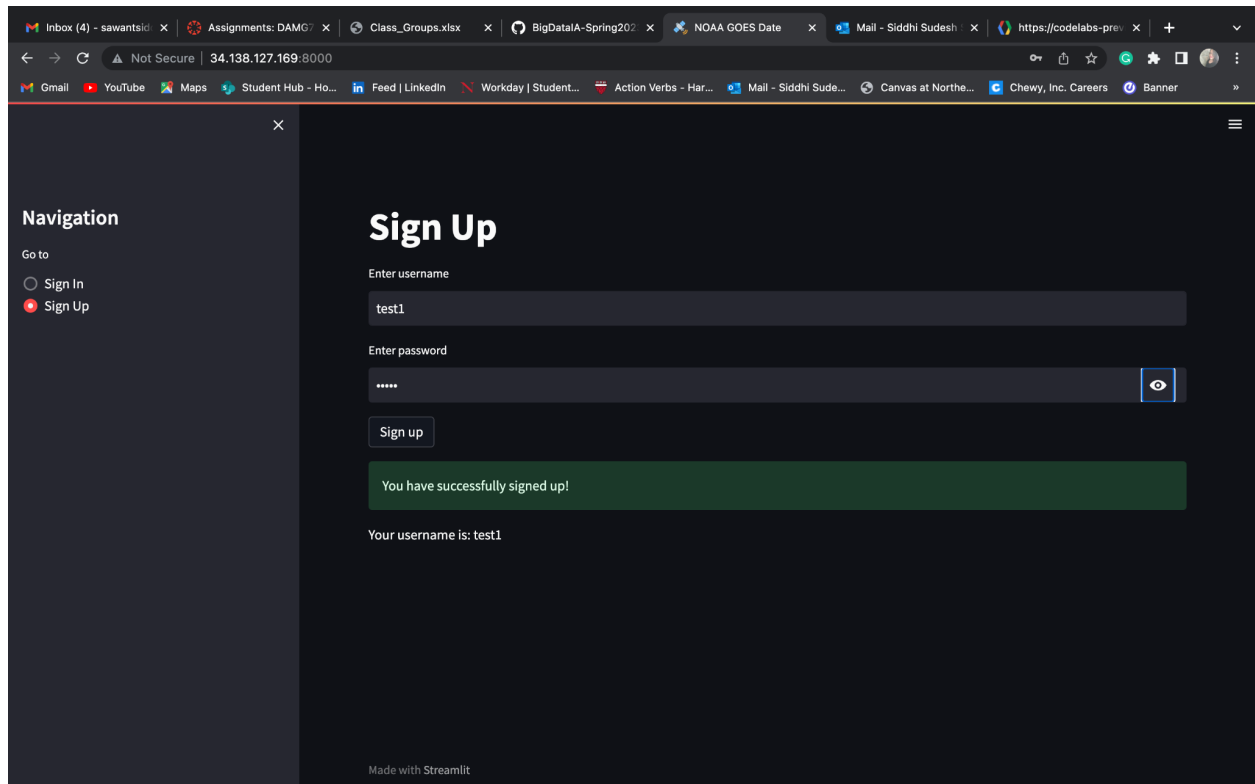 Inbox (4) - sawantsid
Assignments: DAMG7
Class_Groups.xlsx
BigDataIA-Spring202
NOAA GOES Date
Mail - Siddhi Sudesh
https://codelabs-prev
Not Secure | 34.138.127.169:8000
Gmail
YouTube
Maps
Student Hub - Ho...
Feed | LinkedIn
Workday | Student...
Action Verbs - Har...
Mail - Siddhi Sude...
Canvas at Northe...
Chewy, Inc. Careers
Banner
»
Navigation
Go to
Sign In
Sign Up
Sign Up
Enter username
test1
Enter password
•••••
Sign up
You have successfully signed up!
Your username is: test1
Made with Streamlit